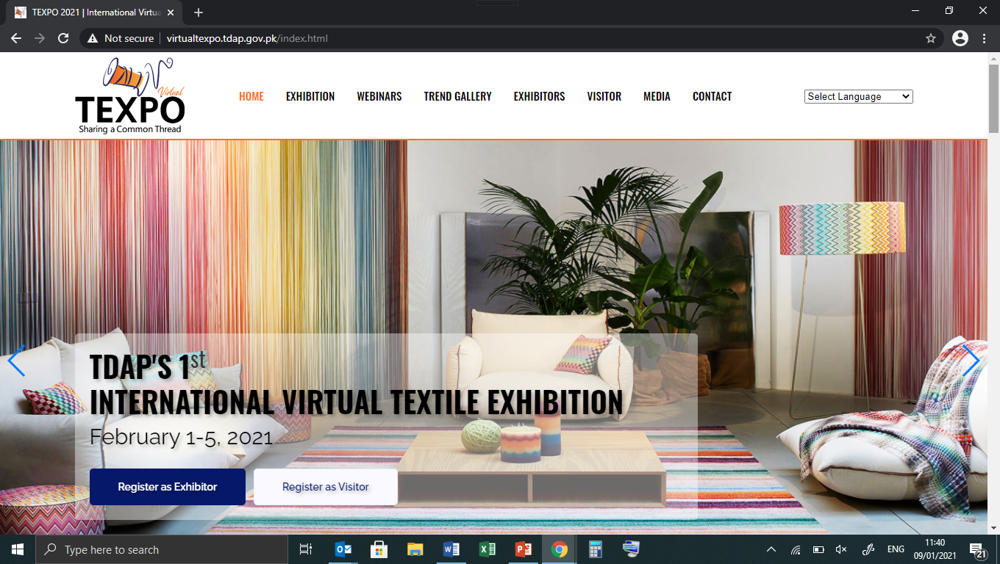 TEXPO 2021 | International Virtua
Not secure
virtualtexpo.tdap.gov.pk/index.html
Virtual
TEXPO
Sharing a Common Thread
HOME EXHIBITION WEBINARS TREND GALLERY EXHIBITORS VISITOR MEDIA CONTACT
Select Language
TDAP'S 1st
INTERNATIONAL VIRTUAL TEXTILE EXHIBITION
February 1-5, 2021
Register as Exhibitor Register as Visitor
Type here to search
ENG
11:40
09/01/2021
21